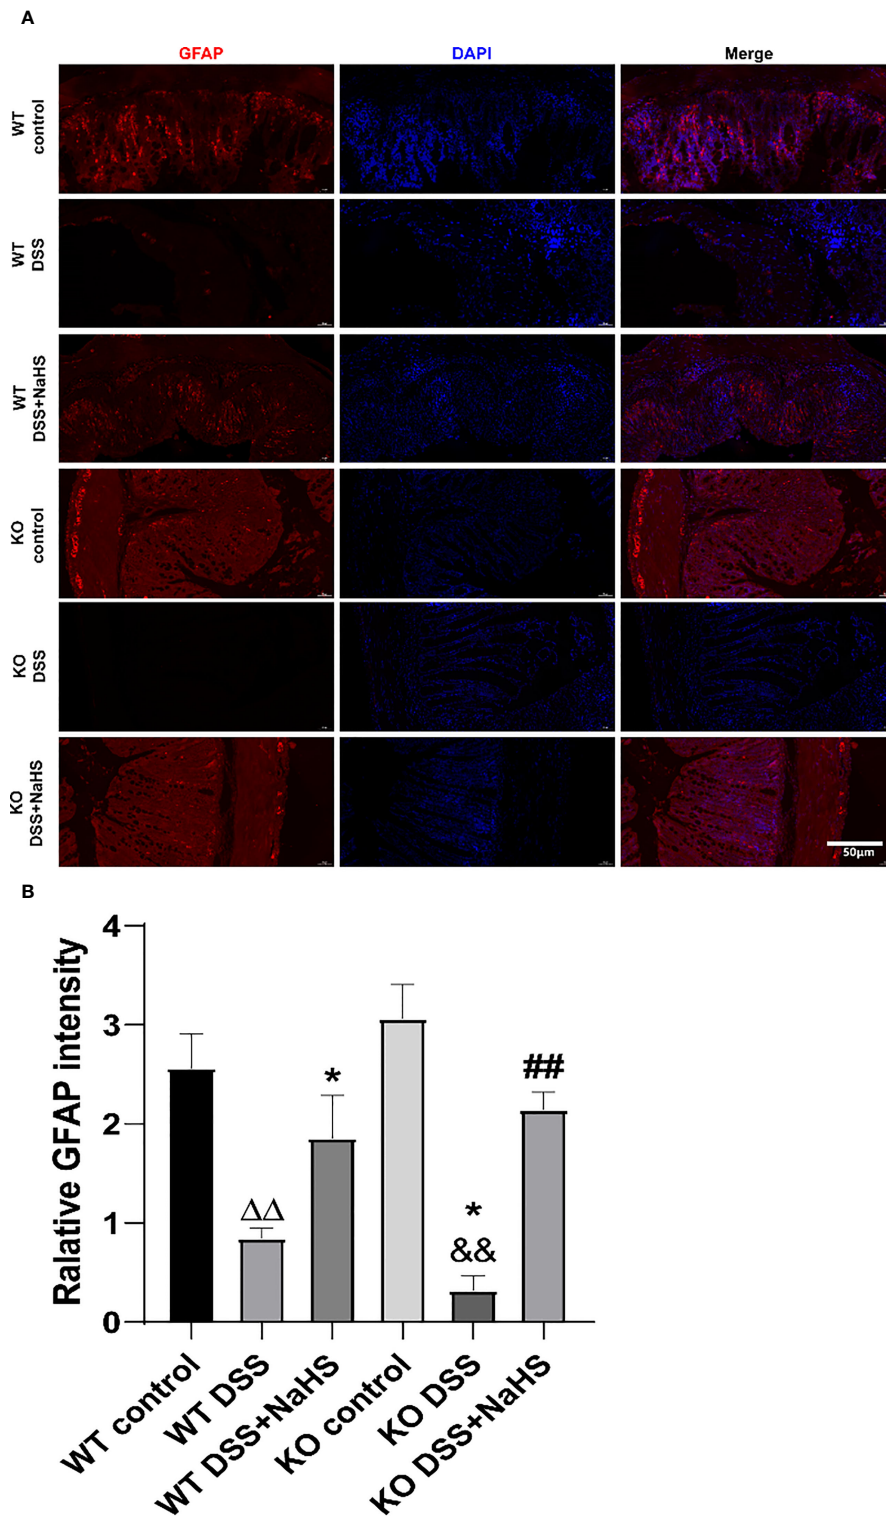 A
GFAP
DAPI
Merge
WT
control
WT
DSS
WT
DSS+NaHS
KO
control
KO
DSS
KO
DSS+NaHS
50μm
B
Ralative GFAP intensity
4
3
2
1
0
ΔΔ
*
*
&&
##
WT control
WT DSS
WT DSS+NaHS
KO control
KO DSS
KO DSS+NaHS